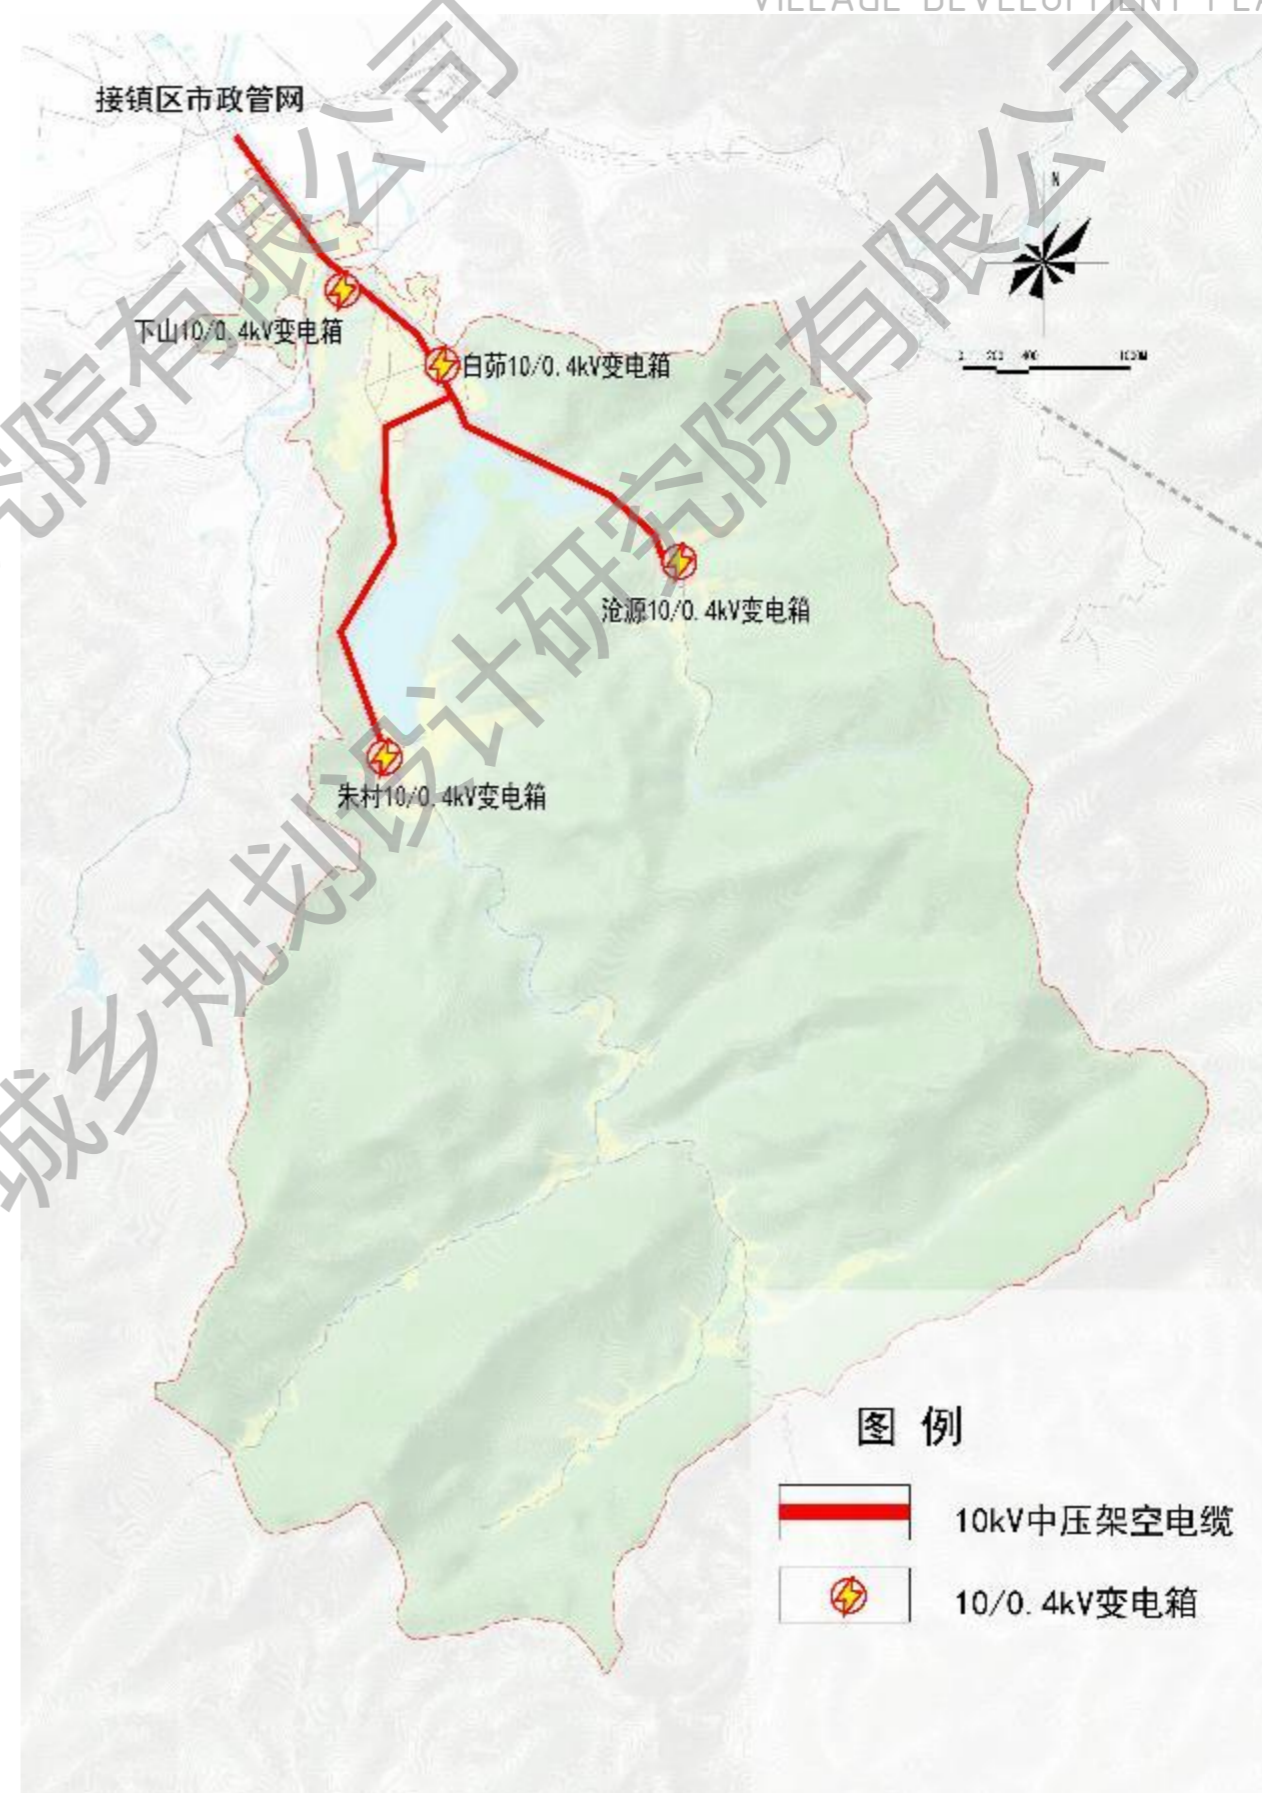 VILLAGE DEVELOPMENT PLA
接镇区市政管网
N
下山10/0.4kV变电箱
白茆10/0.4kV变电箱
沧源10/0.4kV变电箱
朱村10/0.4kV变电箱
图 例
10kV中压架空电缆
10/0.4kV变电箱
城乡规划设计研究院有限公司
究院有限公司